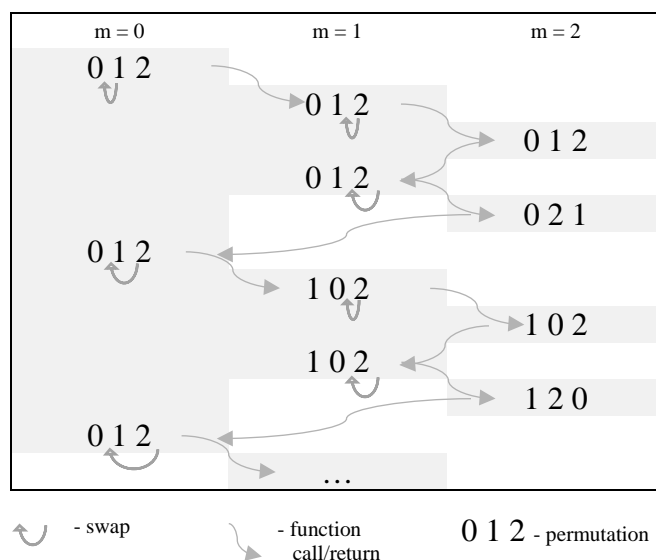 m = 0 m = 1 m = 2
0 1 2
0 1 2
0 1 2
0 1 2
0 2 1
0 1 2
1 0 2
1 0 2
1 0 2
1 2 0
0 1 2
...
- swap
- function
call/return
0 1 2 - permutation